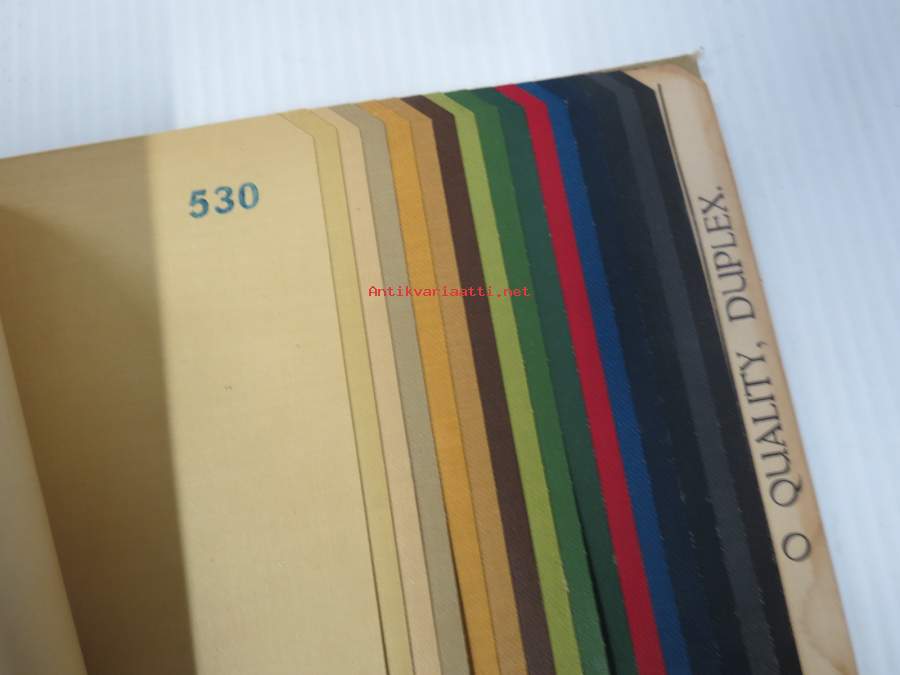 530
Antikvariaatti.net
O QUALITY, DUPLEX.